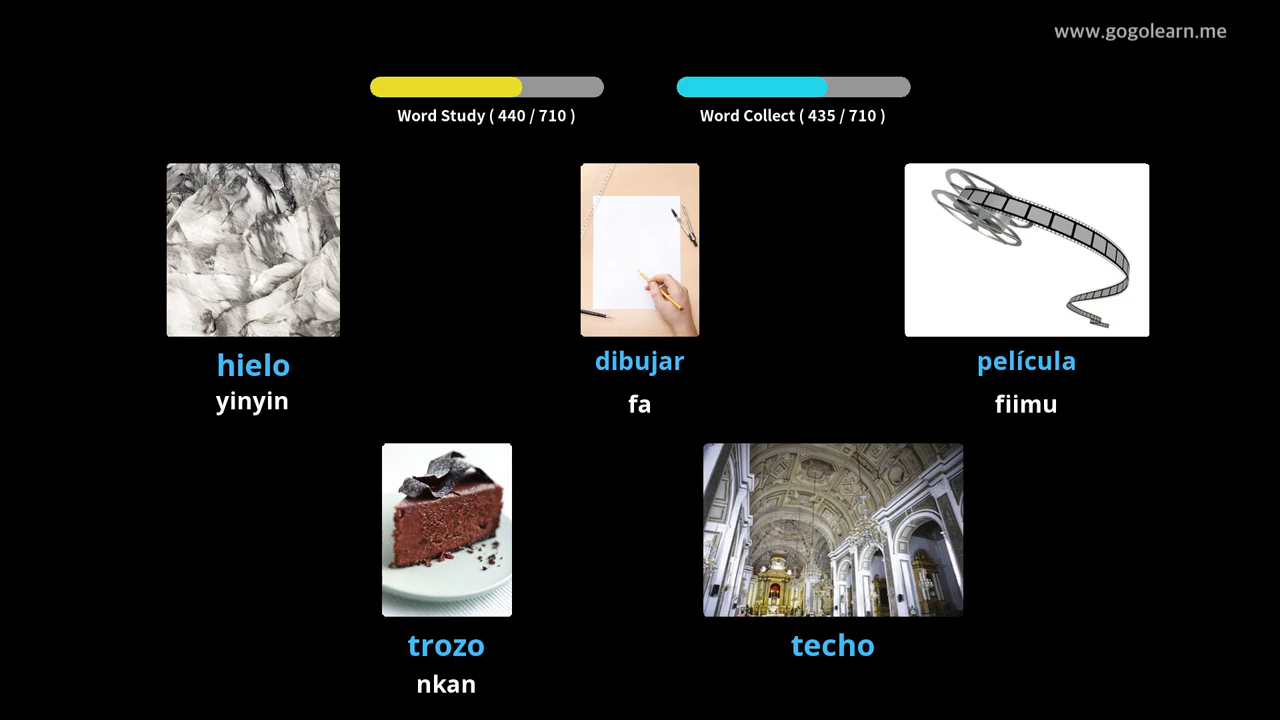 www.gogolearn.me
Word Study ( 440 / 710 )
Word Collect ( 435 / 710 )
hielo
yinyin
dibujar
fa
película
fiimu
trozo
nkan
techo